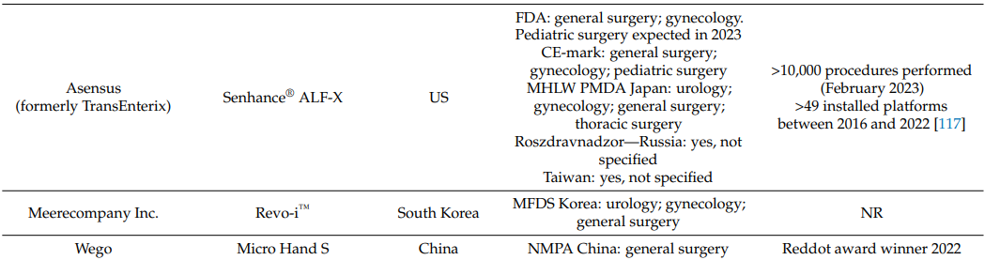 Asensus
(formerly TransEnterix)
Senhance® ALF-X
US
FDA: general surgery; gynecology.
Pediatric surgery expected in 2023
CE-mark: general surgery;
gynecology; pediatric surgery
MHLW PMDA Japan: urology;
gynecology; general surgery;
thoracic surgery
Roszdravnadzor—Russia: yes, not
specified
Taiwan: yes, not specified
>10,000 procedures performed
(February 2023)
>49 installed platforms
between 2016 and 2022 [117]
Meerecompany Inc.
Revo-i™
South Korea
MFDS Korea: urology; gynecology;
general surgery
NR
Wego
Micro Hand S
China
NMPA China: general surgery
Reddot award winner 2022